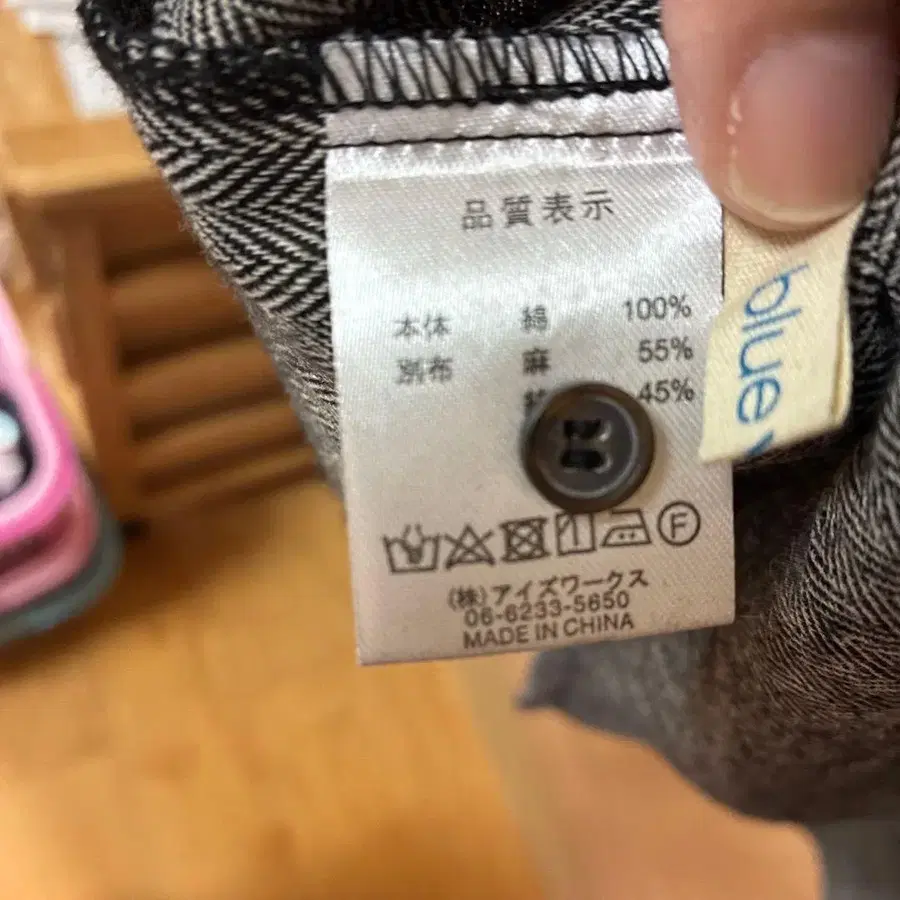 品質表示
本体 綿 100%
別布 麻 55%
45%
F
(株)アイズワークス
06-6233-5650
MADE IN CHINA
blue